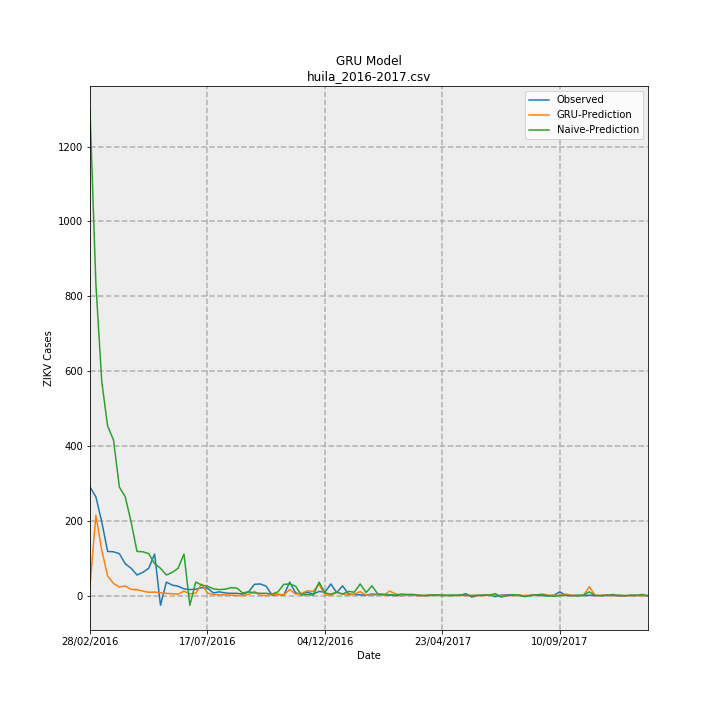 GRU Model
huila_2016-2017.csv
Observed
GRU-Prediction
Naive-Prediction
1200
1000
800
600
400
200
0
ZIKV Cases
28/02/2016
17/07/2016
04/12/2016
23/04/2017
10/09/2017
Date